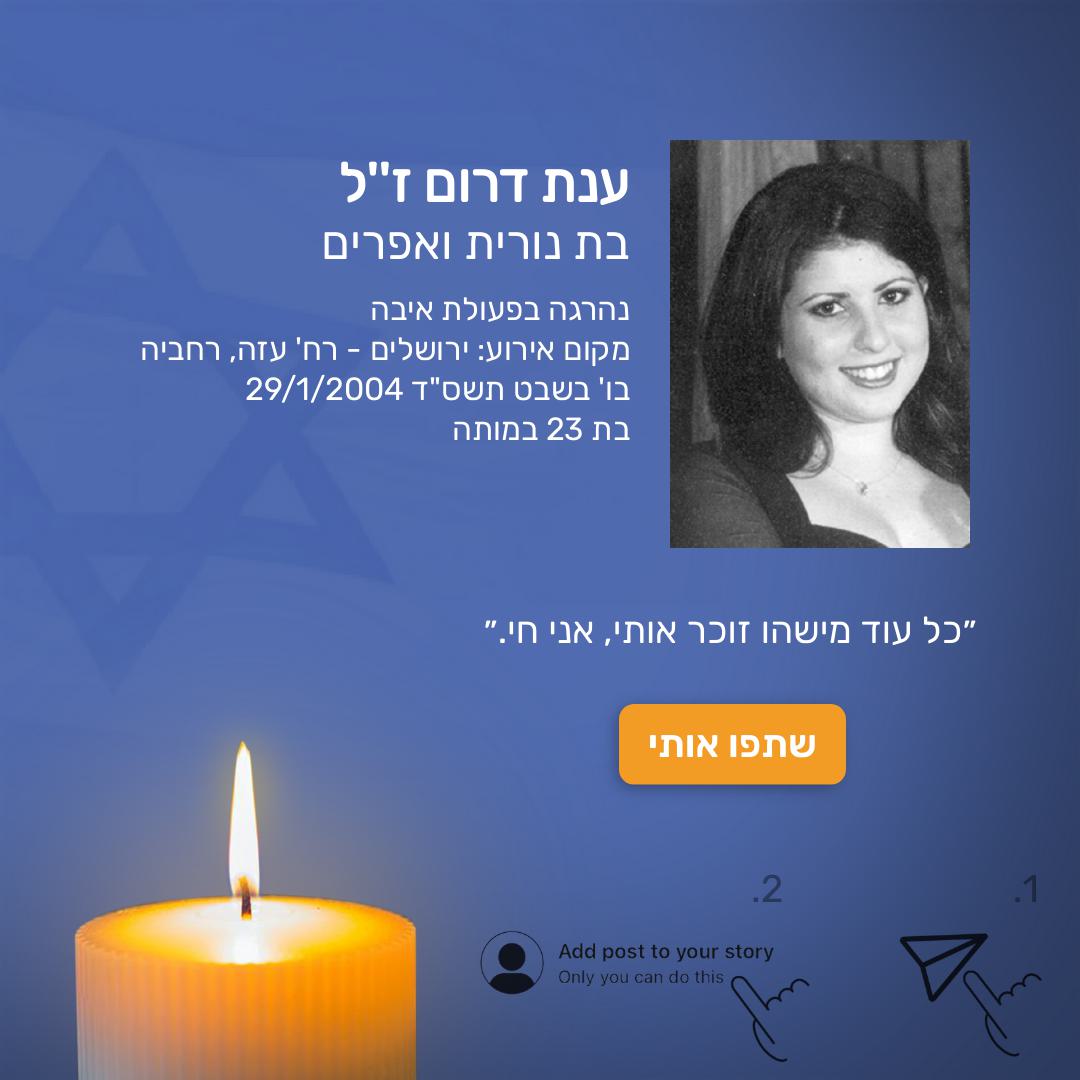 ענת דרום ז"ל
בת נורית ואפרים
נהרגה בפעולת איבה
מקום אירוע: ירושלים - רח' עזה, רחביה
בו' בשבט תשס"ד 29/1/2004
בת 23 במותה
״כל עוד מישהו זוכר אותי, אני חי.״
שתפו אותי
1.
2.
Add post to your story
Only you can do this